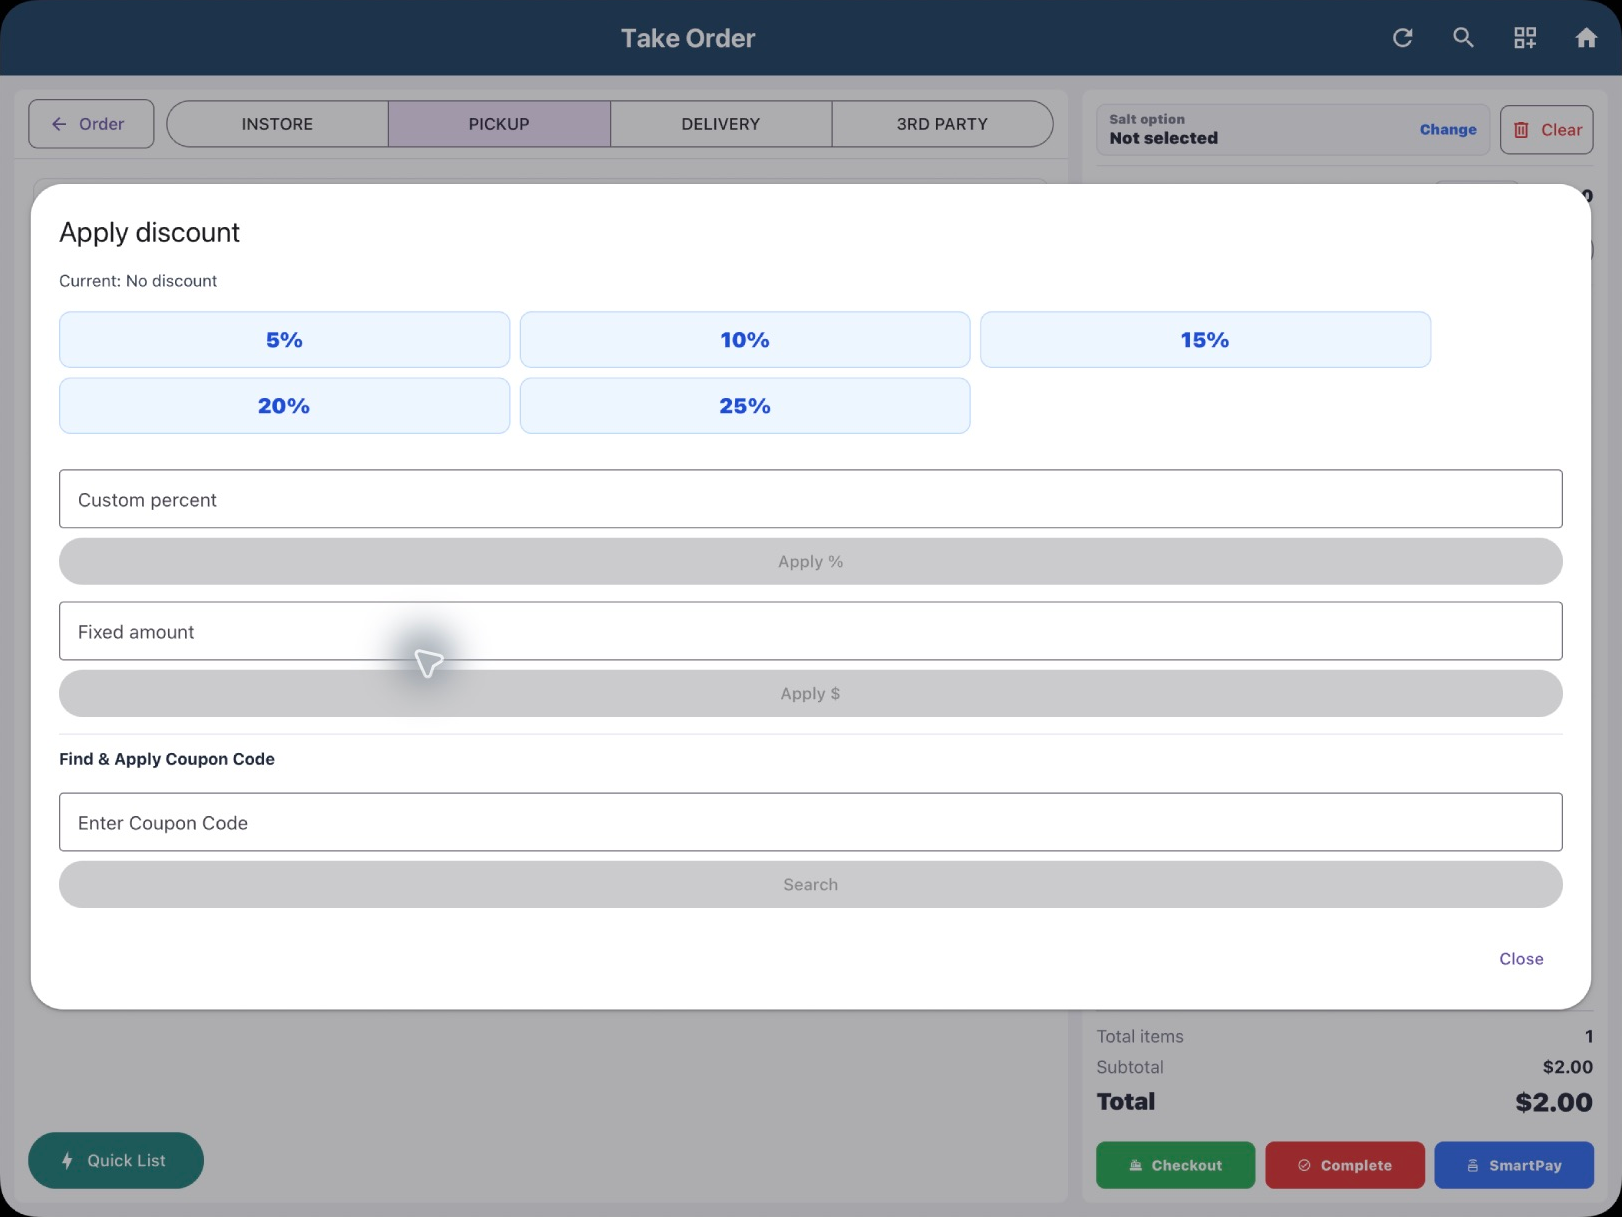 Take Order
Order
INSTORE
PICKUP
DELIVERY
3RD PARTY
Salt option
Not selected
Change
Clear
Apply discount
Current: No discount
5%
10%
15%
20%
25%
Custom percent
Apply %
Fixed amount
Apply $
Find & Apply Coupon Code
Enter Coupon Code
Search
Close
Total items
1
Subtotal
$2.00
Total
$2.00
Quick List
Checkout
Complete
SmartPay